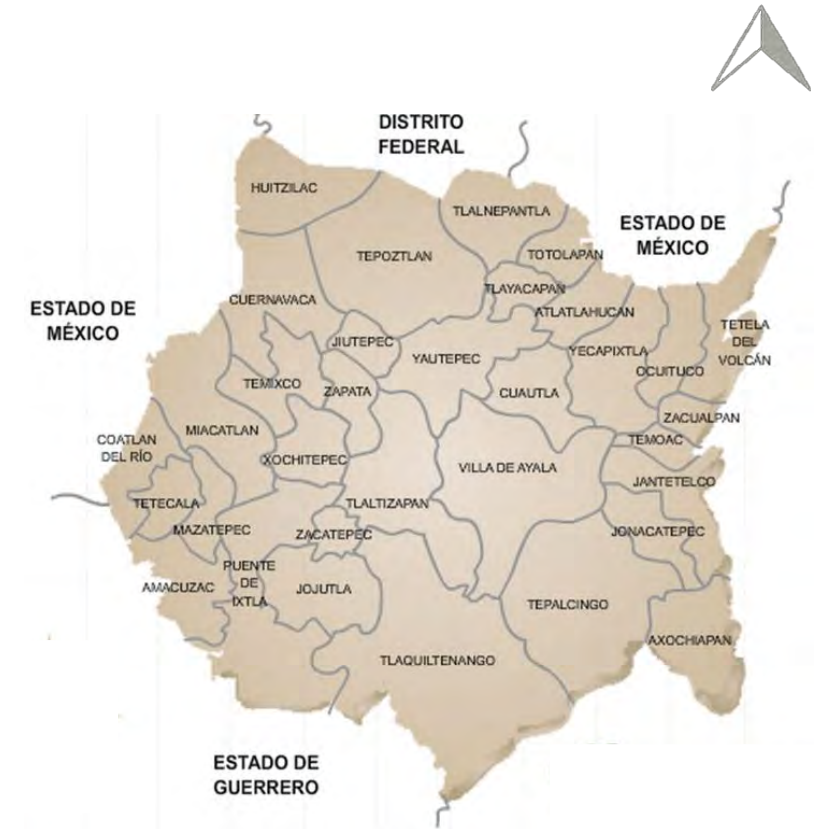 DISTRITO
FEDERAL
HUITZILAC
TLALNEPANTLA
ESTADO DE
MÉXICO
TEPOZTLAN
TOTOLAPAN
TLAYACAPAN
CUERNAVACA
ESTADO DE
MÉXICO
ATLATLAHUCAN
TETELA
DEL
VOLCÁN
JIUTEPEC
YAUTEPEC
YECAPIXTLA
OCUITUCO
TEMIXCO
ZAPATA
CUAUTLA
ZACUALPAN
MIACATLAN
COATLAN
DEL RÍO
TEMOAC
XOCHITEPEC
VILLA DE AYALA
JANTETELCO
TETECALA
TLALTIZAPAN
MAZATEPEC
ZACATEPEC
JONACATEPEC
PUENTE
DE
IXTLA
AMACUZAC
JOJUTLA
TEPALCINGO
AXOCHIAPAN
TLAQUILTENANGO
ESTADO DE
GUERRERO